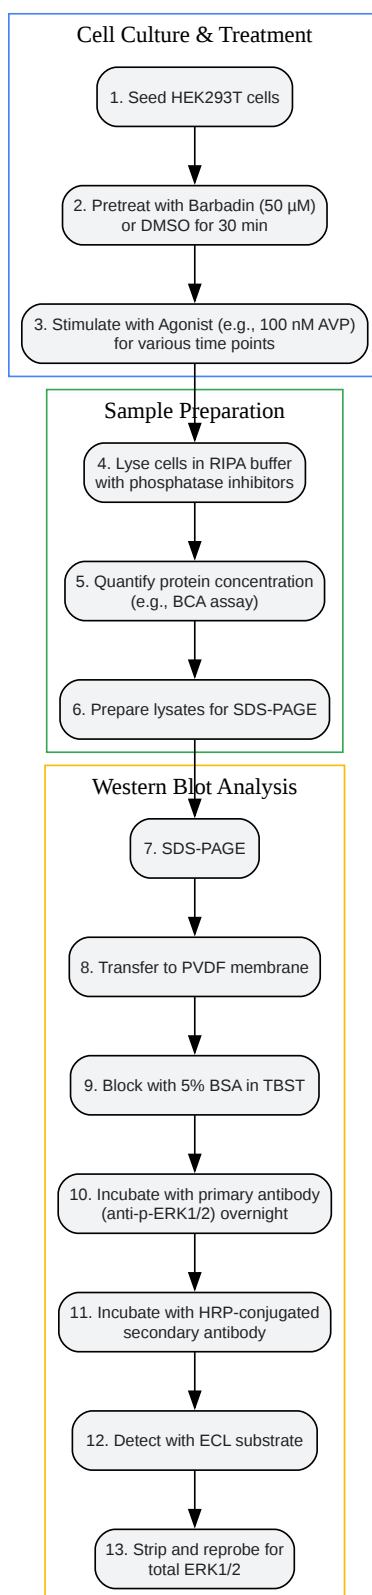 Cell Culture & Treatment
1. Seed HEK293T cells
2. Pretreat with Barbadin (50 µM)
or DMSO for 30 min
3. Stimulate with Agonist (e.g., 100 nM AVP)
for various time points
Sample Preparation
4. Lyse cells in RIPA buffer
with phosphatase inhibitors
5. Quantify protein concentration
(e.g., BCA assay)
6. Prepare lysates for SDS-PAGE
Western Blot Analysis
7. SDS-PAGE
8. Transfer to PVDF membrane
9. Block with 5% BSA in TBST
10. Incubate with primary antibody
(anti-p-ERK1/2) overnight
11. Incubate with HRP-conjugated
secondary antibody
12. Detect with ECL substrate
13. Strip and reprobe for
total ERK1/2